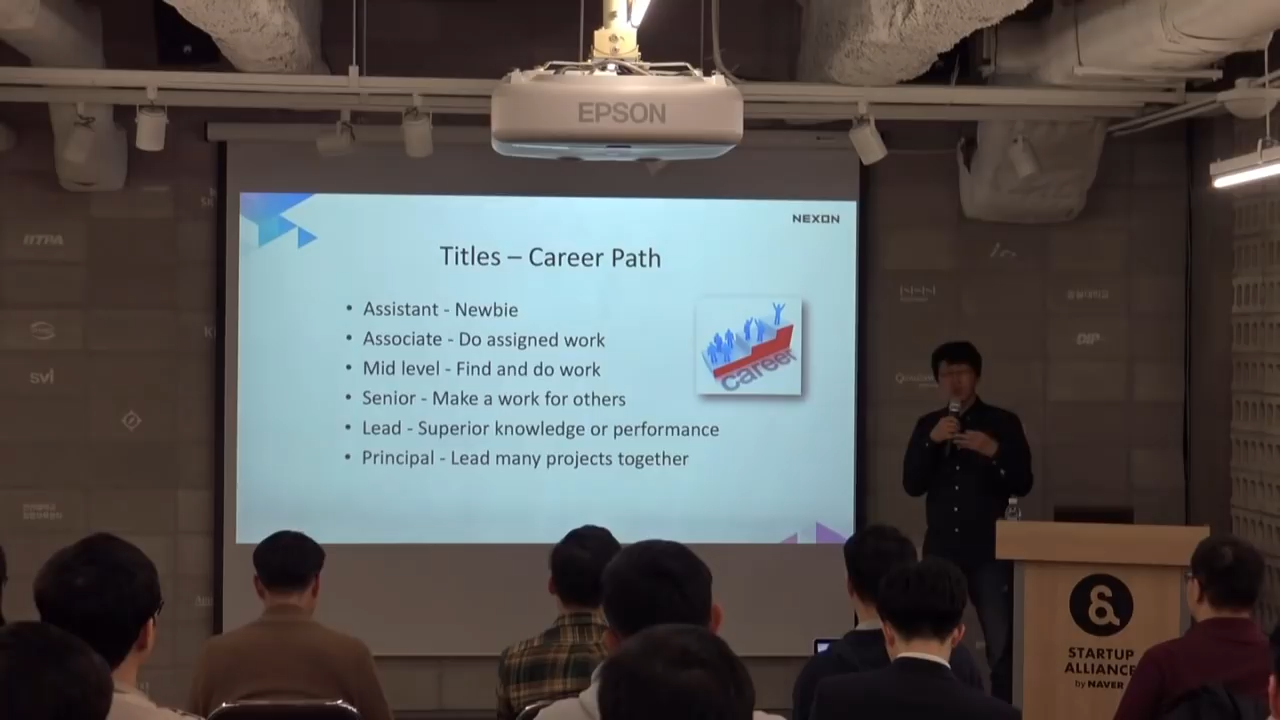 EPSON
NEXON
Titles – Career Path
• Assistant - Newbie
• Associate - Do assigned work
• Mid level - Find and do work
• Senior - Make a work for others
• Lead - Superior knowledge or performance
• Principal - Lead many projects together
career
IITPA
svl
DIP
STARTUP
ALLIANCE
by NAVER